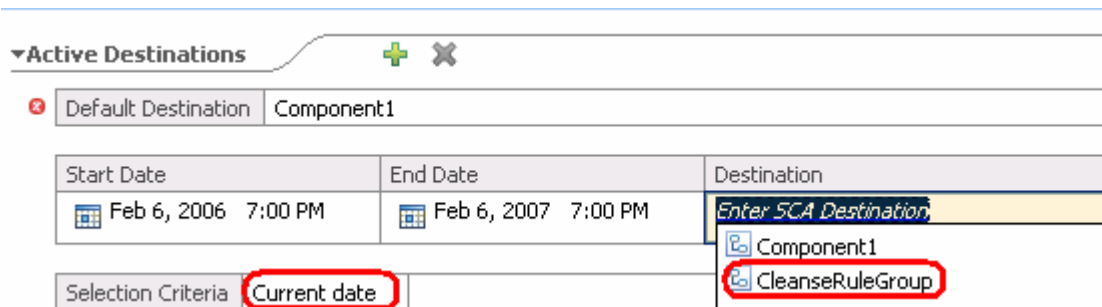 Active Destinations
Default Destination Component1
Start Date End Date Destination
Feb 6, 2006 7:00 PM Feb 6, 2007 7:00 PM Enter SCA Destination
Component1
CleanseRuleGroup
Selection Criteria Current date